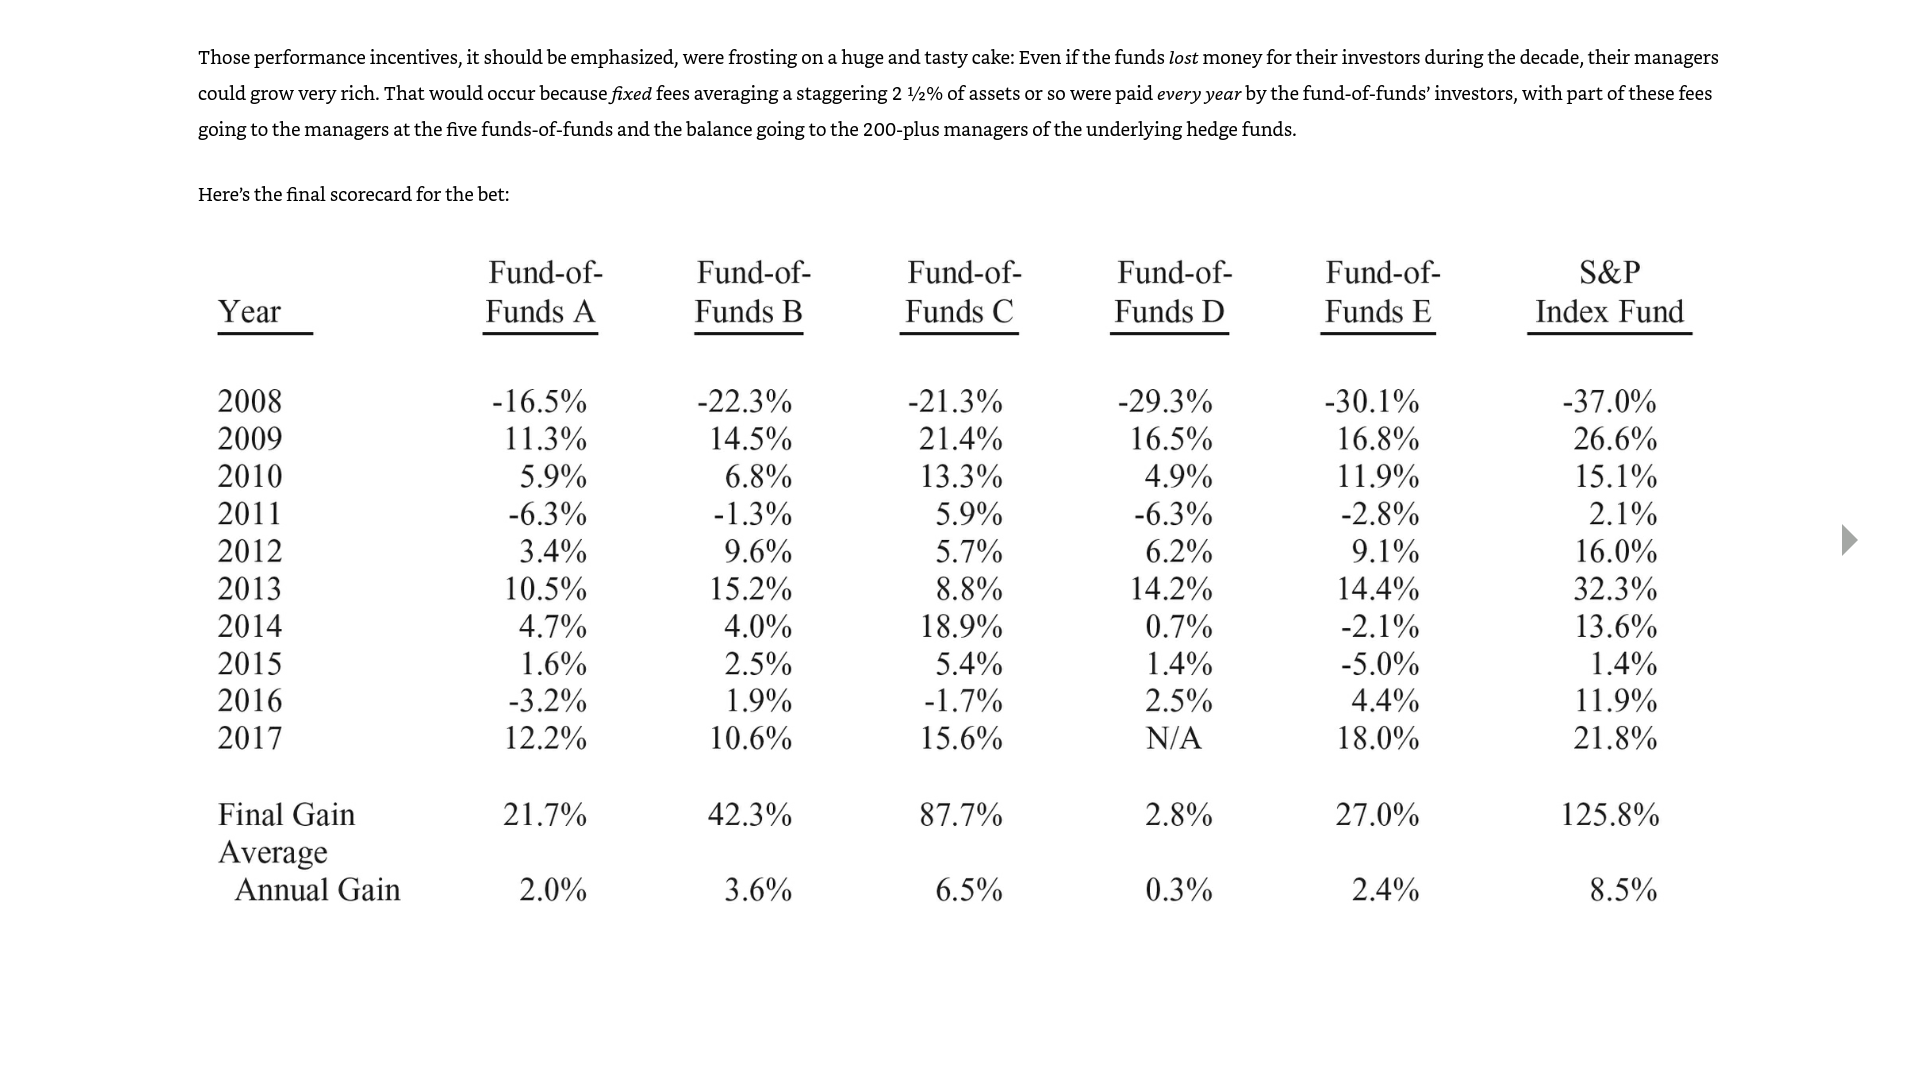 Those performance incentives, it should be emphasized, were frosting on a huge and tasty cake: Even if the funds lost money for their investors during the decade, their managers
could grow very rich. That would occur because fixed fees averaging a staggering 2 ½% of assets or so were paid every year by the fund-of-funds’ investors, with part of these fees
going to the managers at the five funds-of-funds and the balance going to the 200-plus managers of the underlying hedge funds.
Here’s the final scorecard for the bet:
Fund-of- Fund-of- Fund-of- Fund-of- Fund-of- S&P
Year Funds A Funds B Funds C Funds D Funds E Index Fund
2008 -16.5% -22.3% -21.3% -29.3% -30.1% -37.0%
2009 11.3% 14.5% 21.4% 16.5% 16.8% 26.6%
2010 5.9% 6.8% 13.3% 4.9% 11.9% 15.1%
2011 -6.3% -1.3% 5.9% -6.3% -2.8% 2.1%
2012 3.4% 9.6% 5.7% 6.2% 9.1% 16.0%
2013 10.5% 15.2% 8.8% 14.2% 14.4% 32.3%
2014 4.7% 4.0% 18.9% 0.7% -2.1% 13.6%
2015 1.6% 2.5% 5.4% 1.4% -5.0% 1.4%
2016 -3.2% 1.9% -1.7% 2.5% 4.4% 11.9%
2017 12.2% 10.6% 15.6% N/A 18.0% 21.8%
Final Gain 21.7% 42.3% 87.7% 2.8% 27.0% 125.8%
Average
Annual Gain 2.0% 3.6% 6.5% 0.3% 2.4% 8.5%